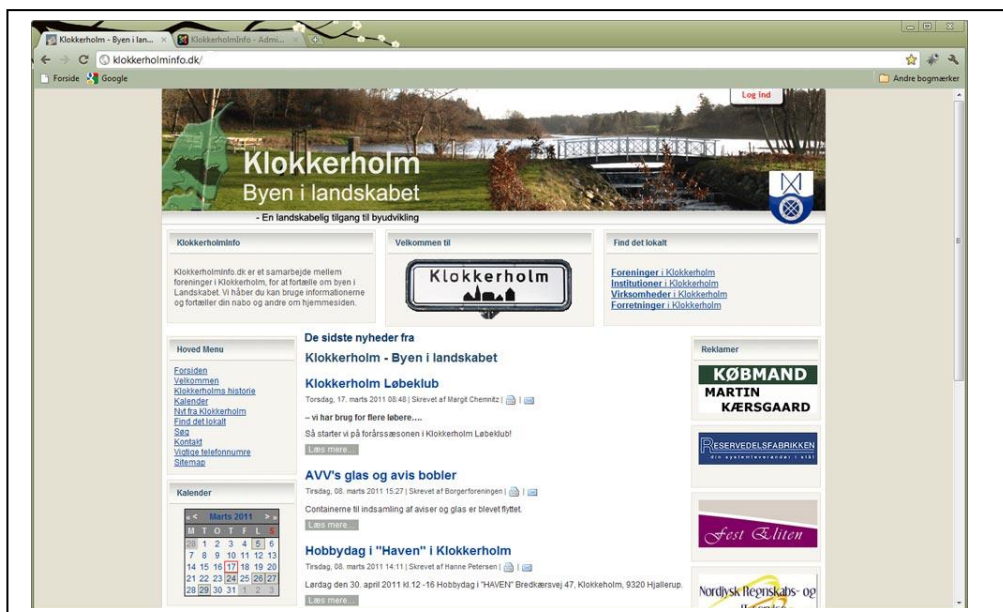 Klokkerholm - Byen i lan...
KlokkerholmInfo - Admi...
klokkerholminfo.dk/
Forside
Google
Andre bogmærker
Log ind
Klokkerholm
Byen i landskabet
- En landskabelig tilgang til byudvikling
KlokkerholmInfo
Klokkerholminfo.dk er et samarbejde mellem
foreninger i Klokkerholm, for at fortælle om byen i
Landskabet. Vi håber du kan bruge informationerne
og fortæller din nabo og andre om hjemmesiden.
Velkommen til
Klokkerholm
Find det lokalt
Foreninger i Klokkerholm
Institutioner i Klokkerholm
Virksomheder i Klokkerholm
Forretninger i Klokkerholm
Hoved Menu
Forsiden
Velkommen
Klokkerholms historie
Kalender
Nyt fra Klokkerholm
Find det lokalt
Søg
Kontakt
Vigtige telefonnumre
Sitemap
Kalender
« < Marts 2011 > »
M T O T F L S
28 1 2 3 4 5 6
7 8 9 10 11 12 13
14 15 16 17 18 19 20
21 22 23 24 25 26 27
28 29 30 31 1 2 3
De sidste nyheder fra
Klokkerholm - Byen i landskabet
Klokkerholm Løbeklub
Torsdag, 17. marts 2011 08:48 | Skrevet af Margit Chemnitz |
– vi har brug for flere løbere....
Så starter vi på forårssæsonen i Klokkerholm Løbeklub!
Læs mere...
AVV's glas og avis bobler
Tirsdag, 08. marts 2011 15:27 | Skrevet af Borgerforeningen |
Containerne til indsamling af aviser og glas er blevet flyttet.
Læs mere...
Hobbydag i "Haven" i Klokkerholm
Tirsdag, 08. marts 2011 14:11 | Skrevet af Hanne Petersen |
Lørdag den 30. april 2011 kl.12 -16 Hobbydag i "HAVEN" Bredkærsvej 47, Klokkeholm, 9320 Hjallerup.
Læs mere...
Reklamer
KØBMAND
MARTIN
KÆRSGAARD
RESERVEDELSFABRIKKEN
din systemleverandør i stål
Fest Eliten
Nordjysk Regnskabs- og